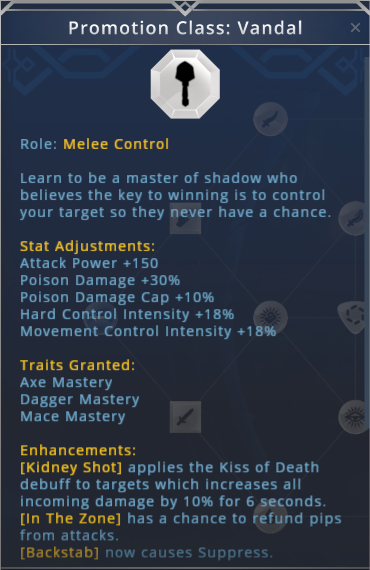 Promotion Class: Vandal
Role: Melee Control
Learn to be a master of shadow who
believes the key to winning is to control
your target so they never have a chance.
Stat Adjustments:
Attack Power +150
Poison Damage +30%
Poison Damage Cap +10%
Hard Control Intensity +18%
Movement Control Intensity +18%
Traits Granted:
Axe Mastery
Dagger Mastery
Mace Mastery
Enhancements:
[Kidney Shot] applies the Kiss of Death
debuff to targets which increases all
incoming damage by 10% for 6 seconds.
[In The Zone] has a chance to refund pips
from attacks.
[Backstab] now causes Suppress.